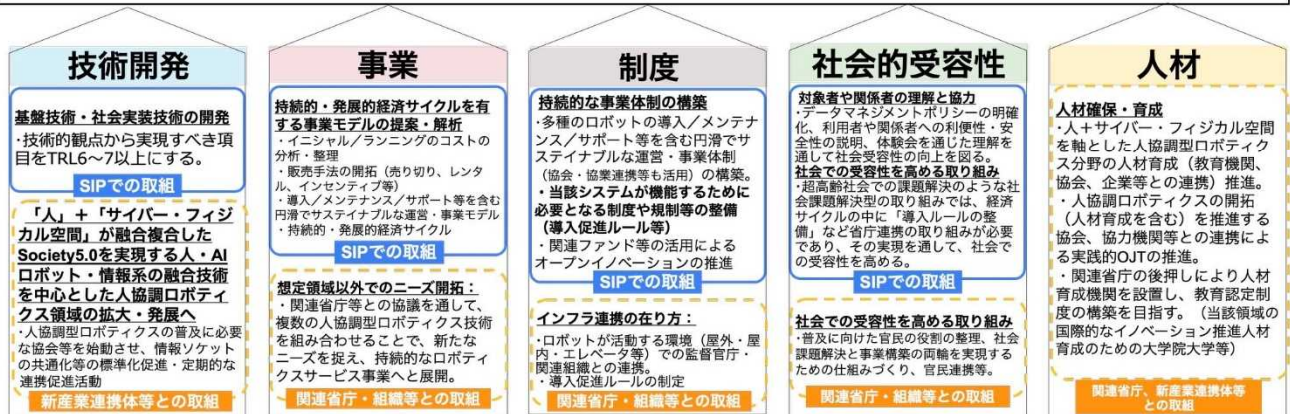 技術開発
基盤技術・社会実装技術の開発
・技術的観点から実現すべき項
目をTRL6～7以上にする。
SIPでの取組
「人」＋「サイバー・フィジ
カル空間」が融合複合した
Society5.0を実現する人・AI
ロボット・情報系の融合技術
を中心とした人協調ロボティ
クス領域の拡大・発展へ
・人協調型ロボティクスの普及に必要
な協会等を始動させ、情報ソケット
の共通化等の標準化促進・定期的な
連携促進活動
新産業連携体等との取組
事業
持続的・発展的経済サイクルを有
する事業モデルの提案・解析
・イニシャル／ランニングのコストの
分析・整理
・販売手法の開拓（売り切り、レンタ
ル、インセンティブ等）
・導入／メンテナンス／サポート等を含む
円滑でサステイナブルな運営・事業モデル
・持続的・発展的経済サイクル
SIPでの取組
想定領域以外でのニーズ開拓：
・関連省庁等との協議を通して、
複数の人協調型ロボティクス技術
を組み合わせることで、新たな
ニーズを捉え、持続的なロボティ
クスサービス事業へと展開。
関連省庁・組織等との取組
制度
持続的な事業体制の構築
・多種のロボットの導入／メンテナ
ンス／サポート等を含む円滑でサ
ステイナブルな運営・事業体制
（協会・協業連携等も活用）の構築。
・当該システムが機能するために
必要となる制度や規制等の整備
（導入促進ルール等）
・関連ファンド等の活用による
オープンイノベーションの推進
SIPでの取組
インフラ連携の在り方：
・ロボットが活動する環境（屋外・屋
内・エレベータ等）での監督官庁・
関連組織との連携。
・導入促進ルールの制定
関連省庁・組織等との取組
社会的受容性
対象者や関係者の理解と協力
・データマネジメントポリシーの明確
化、利用者や関係者への利便性・安
全性の説明、体験会を通じた理解を
通して社会受容性の向上を図る。
社会での受容性を高める取り組み
・超高齢社会での課題解決のような社
会課題解決型の取り組みでは、経済
サイクルの中に「導入ルールの整
備」など省庁連携の取り組みが必要
であり、その実現を通して、社会で
の受容性を高める。
SIPでの取組
社会での受容性を高める取り組み
・普及に向けた官民の役割の整理、社会
課題解決と事業構築の両輪を実現する
ための仕組みづくり、官民連携等。
関連省庁・組織等との取組
人材
人材確保・育成
・人＋サイバー・フィジカル空間
を軸とした人協調型ロボティク
ス分野の人材育成（教育機関、
協会、企業等との連携）推進。
・人協調ロボティクスの開拓
（人材育成を含む）を推進する
協会、協力機関等との連携によ
る実践的OJTの推進。
・関連省庁の後押しにより人材
育成機関を設置し、教育認定制
度の構築を目指す。（当該領域の
国際的なイノベーション推進人材
育成のための大学院大学等）
関連省庁、新産業連携体等
との取組